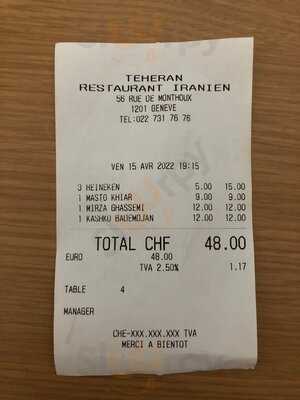 TEHERAN
RESTAURANT IRANIEN
56 RUE DE MONTHOUX
1201 GENEVE
TEL:022 731 76 76
VEN 15 AVR 2022 19:15
3 HEINEKEN 5.00 15.00
1 MASTO KHIAR 9.00 9.00
1 MIRZA GHASSEMI 12.00 12.00
1 KASHKO BADEMDJAN 12.00 12.00
TOTAL CHF 48.00
EURO 48.00
TVA 2.50% 1.17
TABLE 4
MANAGER
CHE-XXX.XXX.XXX TVA
MERCI A BIENTOT